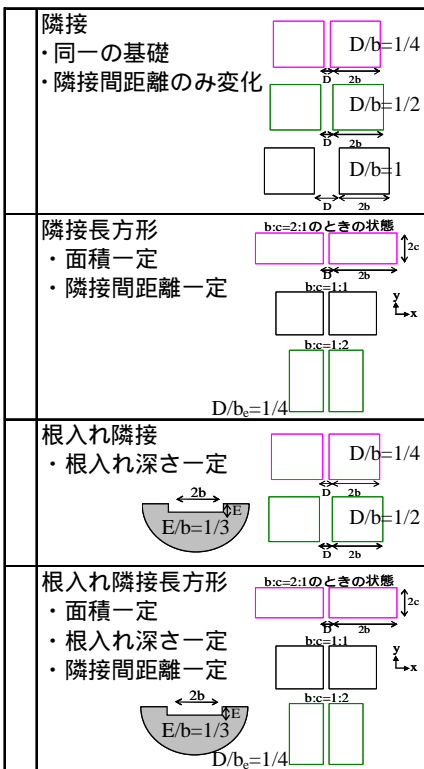 隣接
・同一の基礎
・隣接間距離のみ変化
D/b=1/4
D 2b
D/b=1/2
D 2b
D/b=1
D 2b
隣接長方形
・面積一定
・隣接間距離一定
b:c=2:1のときの状態
2c
D 2b
b:c=1:1
y
x
b:c=1:2
D/bₑ=1/4
根入れ隣接
・根入れ深さ一定
2b
E
E/b=1/3
D/b=1/4
D 2b
D/b=1/2
D 2b
根入れ隣接長方形
・面積一定
・根入れ深さ一定
・隣接間距離一定
b:c=2:1のときの状態
2c
D 2b
b:c=1:1
y
x
b:c=1:2
2b
E
E/b=1/3
D/bₑ=1/4